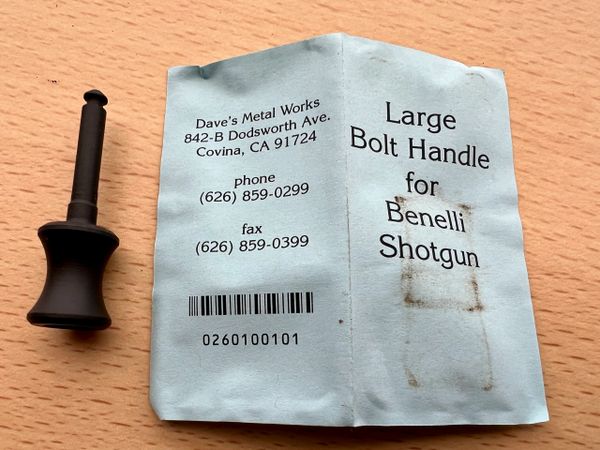 Dave's Metal Works
842-B Dodsworth Ave.
Covina, CA 91724
phone
(626) 859-0299
fax
(626) 859-0399
0260100101
Large
Bolt Handle
for
Benelli
Shotgun